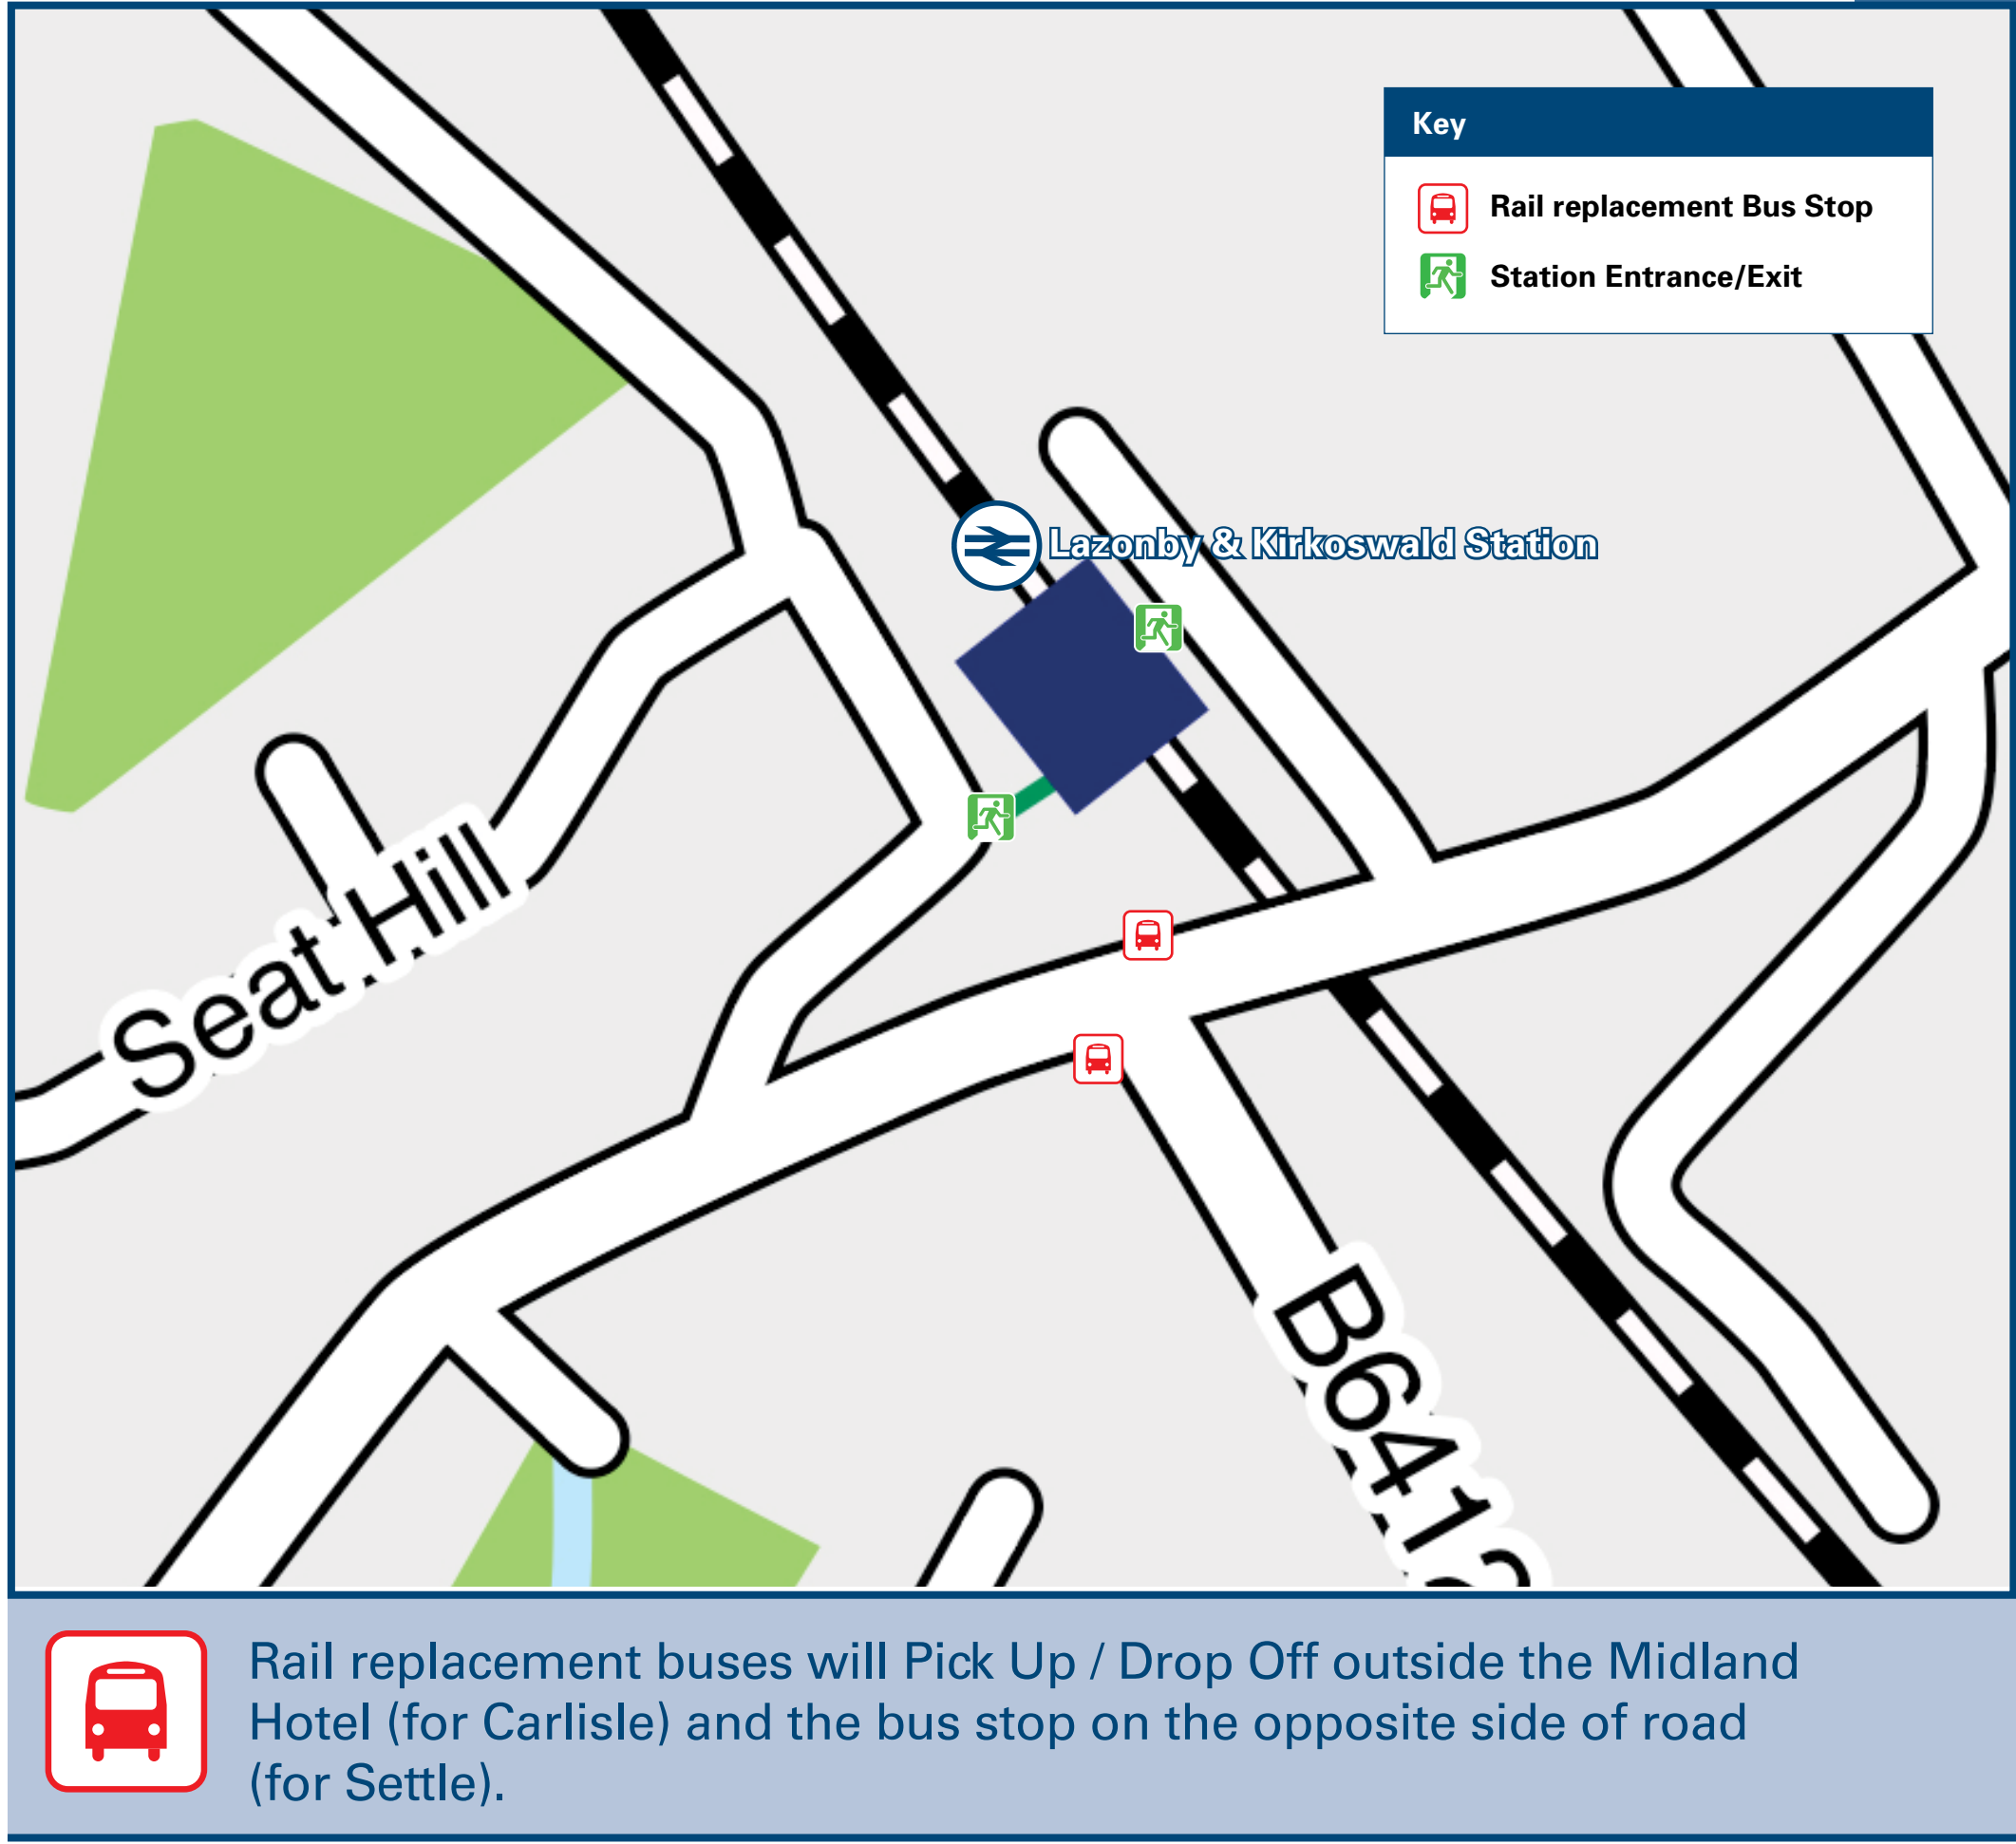 Key
Rail replacement Bus Stop
Station Entrance/Exit
Lazonby & Kirkoswald Station
Seat Hill
Rail replacement buses will Pick Up / Drop Off outside the Midland
Hotel (for Carlisle) and the bus stop on the opposite side of road
(for Settle).